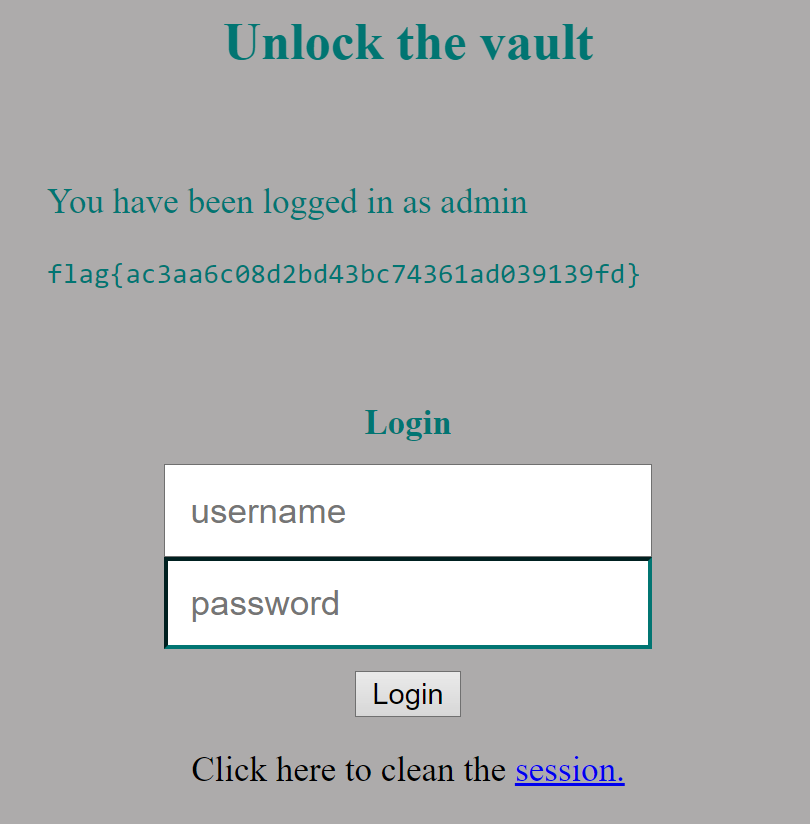 Unlock the vault
You have been logged in as admin
flag{ac3aa6c08d2bd43bc74361ad039139fd}
Login
username
password
Login
Click here to clean the session.